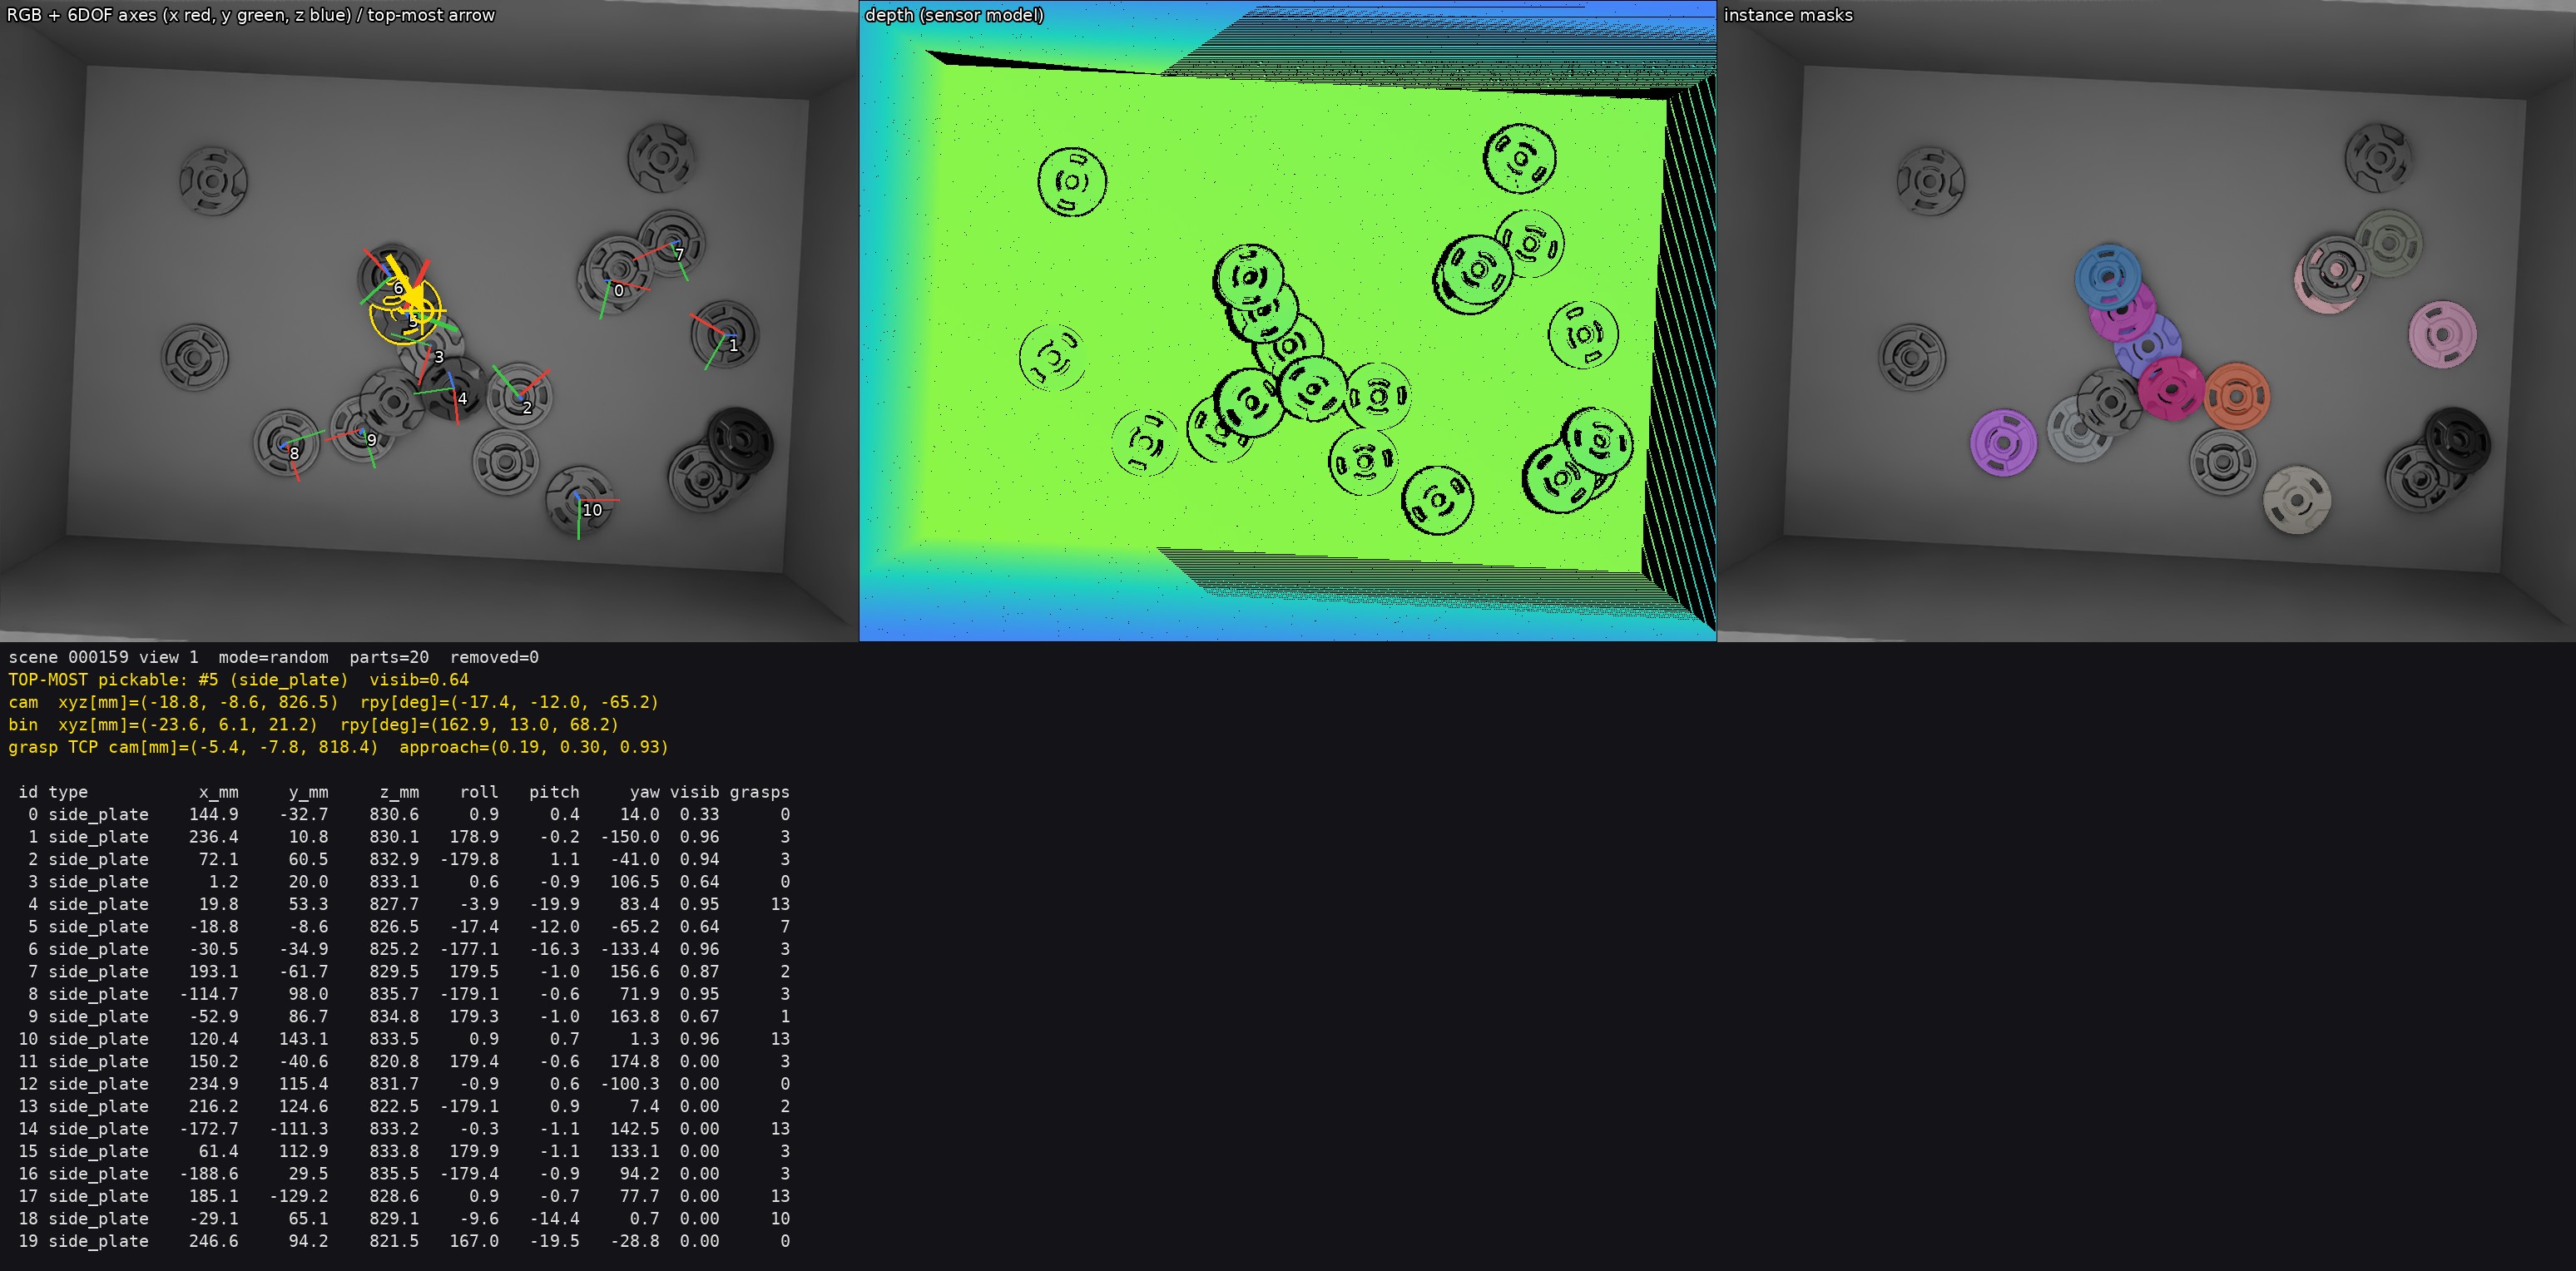 RGB + 6DOF axes (x red, y green, z blue) / top-most arrow
depth (sensor model)
instance masks
6
5
3
4
2
0
7
1
8
9
10
scene 000159 view 1  mode=random  parts=20  removed=0
TOP-MOST pickable: #5 (side_plate)  visib=0.64
cam  xyz[mm]=(-18.8, -8.6, 826.5)  rpy[deg]=(-17.4, -12.0, -65.2)
bin  xyz[mm]=(-23.6, 6.1, 21.2)  rpy[deg]=(162.9, 13.0, 68.2)
grasp TCP cam[mm]=(-5.4, -7.8, 818.4)  approach=(0.19, 0.30, 0.93)
id type x_mm y_mm z_mm roll pitch yaw visib grasps
0 side_plate 144.9 -32.7 830.6 0.9 0.4 14.0 0.33 0
1 side_plate 236.4 10.8 830.1 178.9 -0.2 -150.0 0.96 3
2 side_plate 72.1 60.5 832.9 -179.8 1.1 -41.0 0.94 3
3 side_plate 1.2 20.0 833.1 0.6 -0.9 106.5 0.64 0
4 side_plate 19.8 53.3 827.7 -3.9 -19.9 83.4 0.95 13
5 side_plate -18.8 -8.6 826.5 -17.4 -12.0 -65.2 0.64 7
6 side_plate -30.5 -34.9 825.2 -177.1 -16.3 -133.4 0.96 3
7 side_plate 193.1 -61.7 829.5 179.5 -1.0 156.6 0.87 2
8 side_plate -114.7 98.0 835.7 -179.1 -0.6 71.9 0.95 3
9 side_plate -52.9 86.7 834.8 179.3 -1.0 163.8 0.67 1
10 side_plate 120.4 143.1 833.5 0.9 0.7 1.3 0.96 13
11 side_plate 150.2 -40.6 820.8 179.4 -0.6 174.8 0.00 3
12 side_plate 234.9 115.4 831.7 -0.9 0.6 -100.3 0.00 0
13 side_plate 216.2 124.6 822.5 -179.1 0.9 7.4 0.00 2
14 side_plate -172.7 -111.3 833.2 -0.3 -1.1 142.5 0.00 13
15 side_plate 61.4 112.9 833.8 179.9 -1.1 133.1 0.00 3
16 side_plate -188.6 29.5 835.5 -179.4 -0.9 94.2 0.00 3
17 side_plate 185.1 -129.2 828.6 0.9 -0.7 77.7 0.00 13
18 side_plate -29.1 65.1 829.1 -9.6 -14.4 0.7 0.00 10
19 side_plate 246.6 94.2 821.5 167.0 -19.5 -28.8 0.00 0